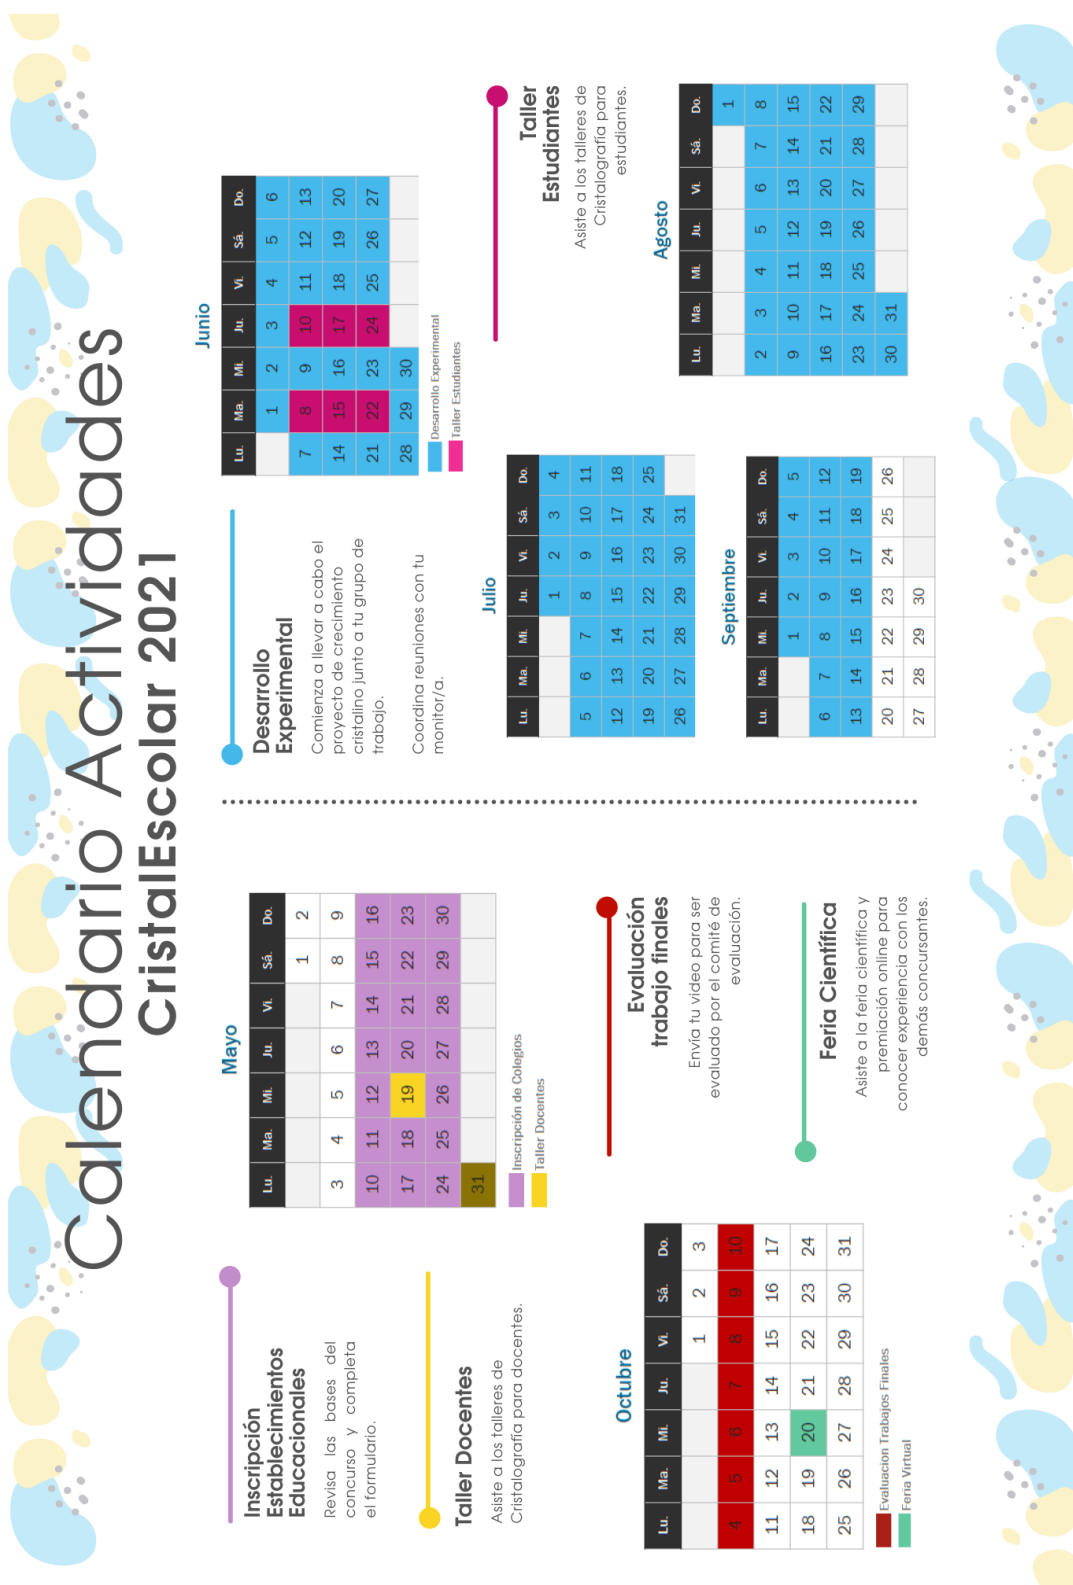 Calendario Actividades
CristalEscolar 2021
Inscripción
Establecimientos
Educacionales
Revisa las bases del
concurso y completa
el formulario.
Taller Docentes
Asiste a los talleres de
Cristalografía para docentes.
Mayo
Lu. Ma. Mi. Ju. Vi. Sá. Do.
1 2
3 4 5 6 7 8 9
10 11 12 13 14 15 16
17 18 19 20 21 22 23
24 25 26 27 28 29 30
31
Inscripción de Colegios
Taller Docentes
Octubre
Lu. Ma. Mi. Ju. Vi. Sá. Do.
1 2 3
4 5 6 7 8 9 10
11 12 13 14 15 16 17
18 19 20 21 22 23 24
25 26 27 28 29 30 31
Evaluacion Trabajos Finales
Feria Virtual
Evaluación
trabajo finales
Envía tu video para ser
evaluado por el comité de
evaluación.
Feria Científica
Asiste a la feria científica y
premiación online para
conocer experiencia con los
demás concursantes.
Desarrollo
Experimental
Comienza a llevar a cabo el
proyecto de crecimiento
cristalino junto a tu grupo de
trabajo.
Coordina reuniones con tu
monitor/a.
Junio
Lu. Ma. Mi. Ju. Vi. Sá. Do.
1 2 3 4 5 6
7 8 9 10 11 12 13
14 15 16 17 18 19 20
21 22 23 24 25 26 27
28 29 30
Desarrollo Experimental
Taller Estudiantes
Julio
Lu. Ma. Mi. Ju. Vi. Sá. Do.
1 2 3 4
5 6 7 8 9 10 11
12 13 14 15 16 17 18
19 20 21 22 23 24 25
26 27 28 29 30 31
Taller
Estudiantes
Asiste a los talleres de
Cristalografía para
estudiantes.
Agosto
Lu. Ma. Mi. Ju. Vi. Sá. Do.
1
2 3 4 5 6 7 8
9 10 11 12 13 14 15
16 17 18 19 20 21 22
23 24 25 26 27 28 29
30 31
Septiembre
Lu. Ma. Mi. Ju. Vi. Sá. Do.
1 2 3 4 5
6 7 8 9 10 11 12
13 14 15 16 17 18 19
20 21 22 23 24 25 26
27 28 29 30